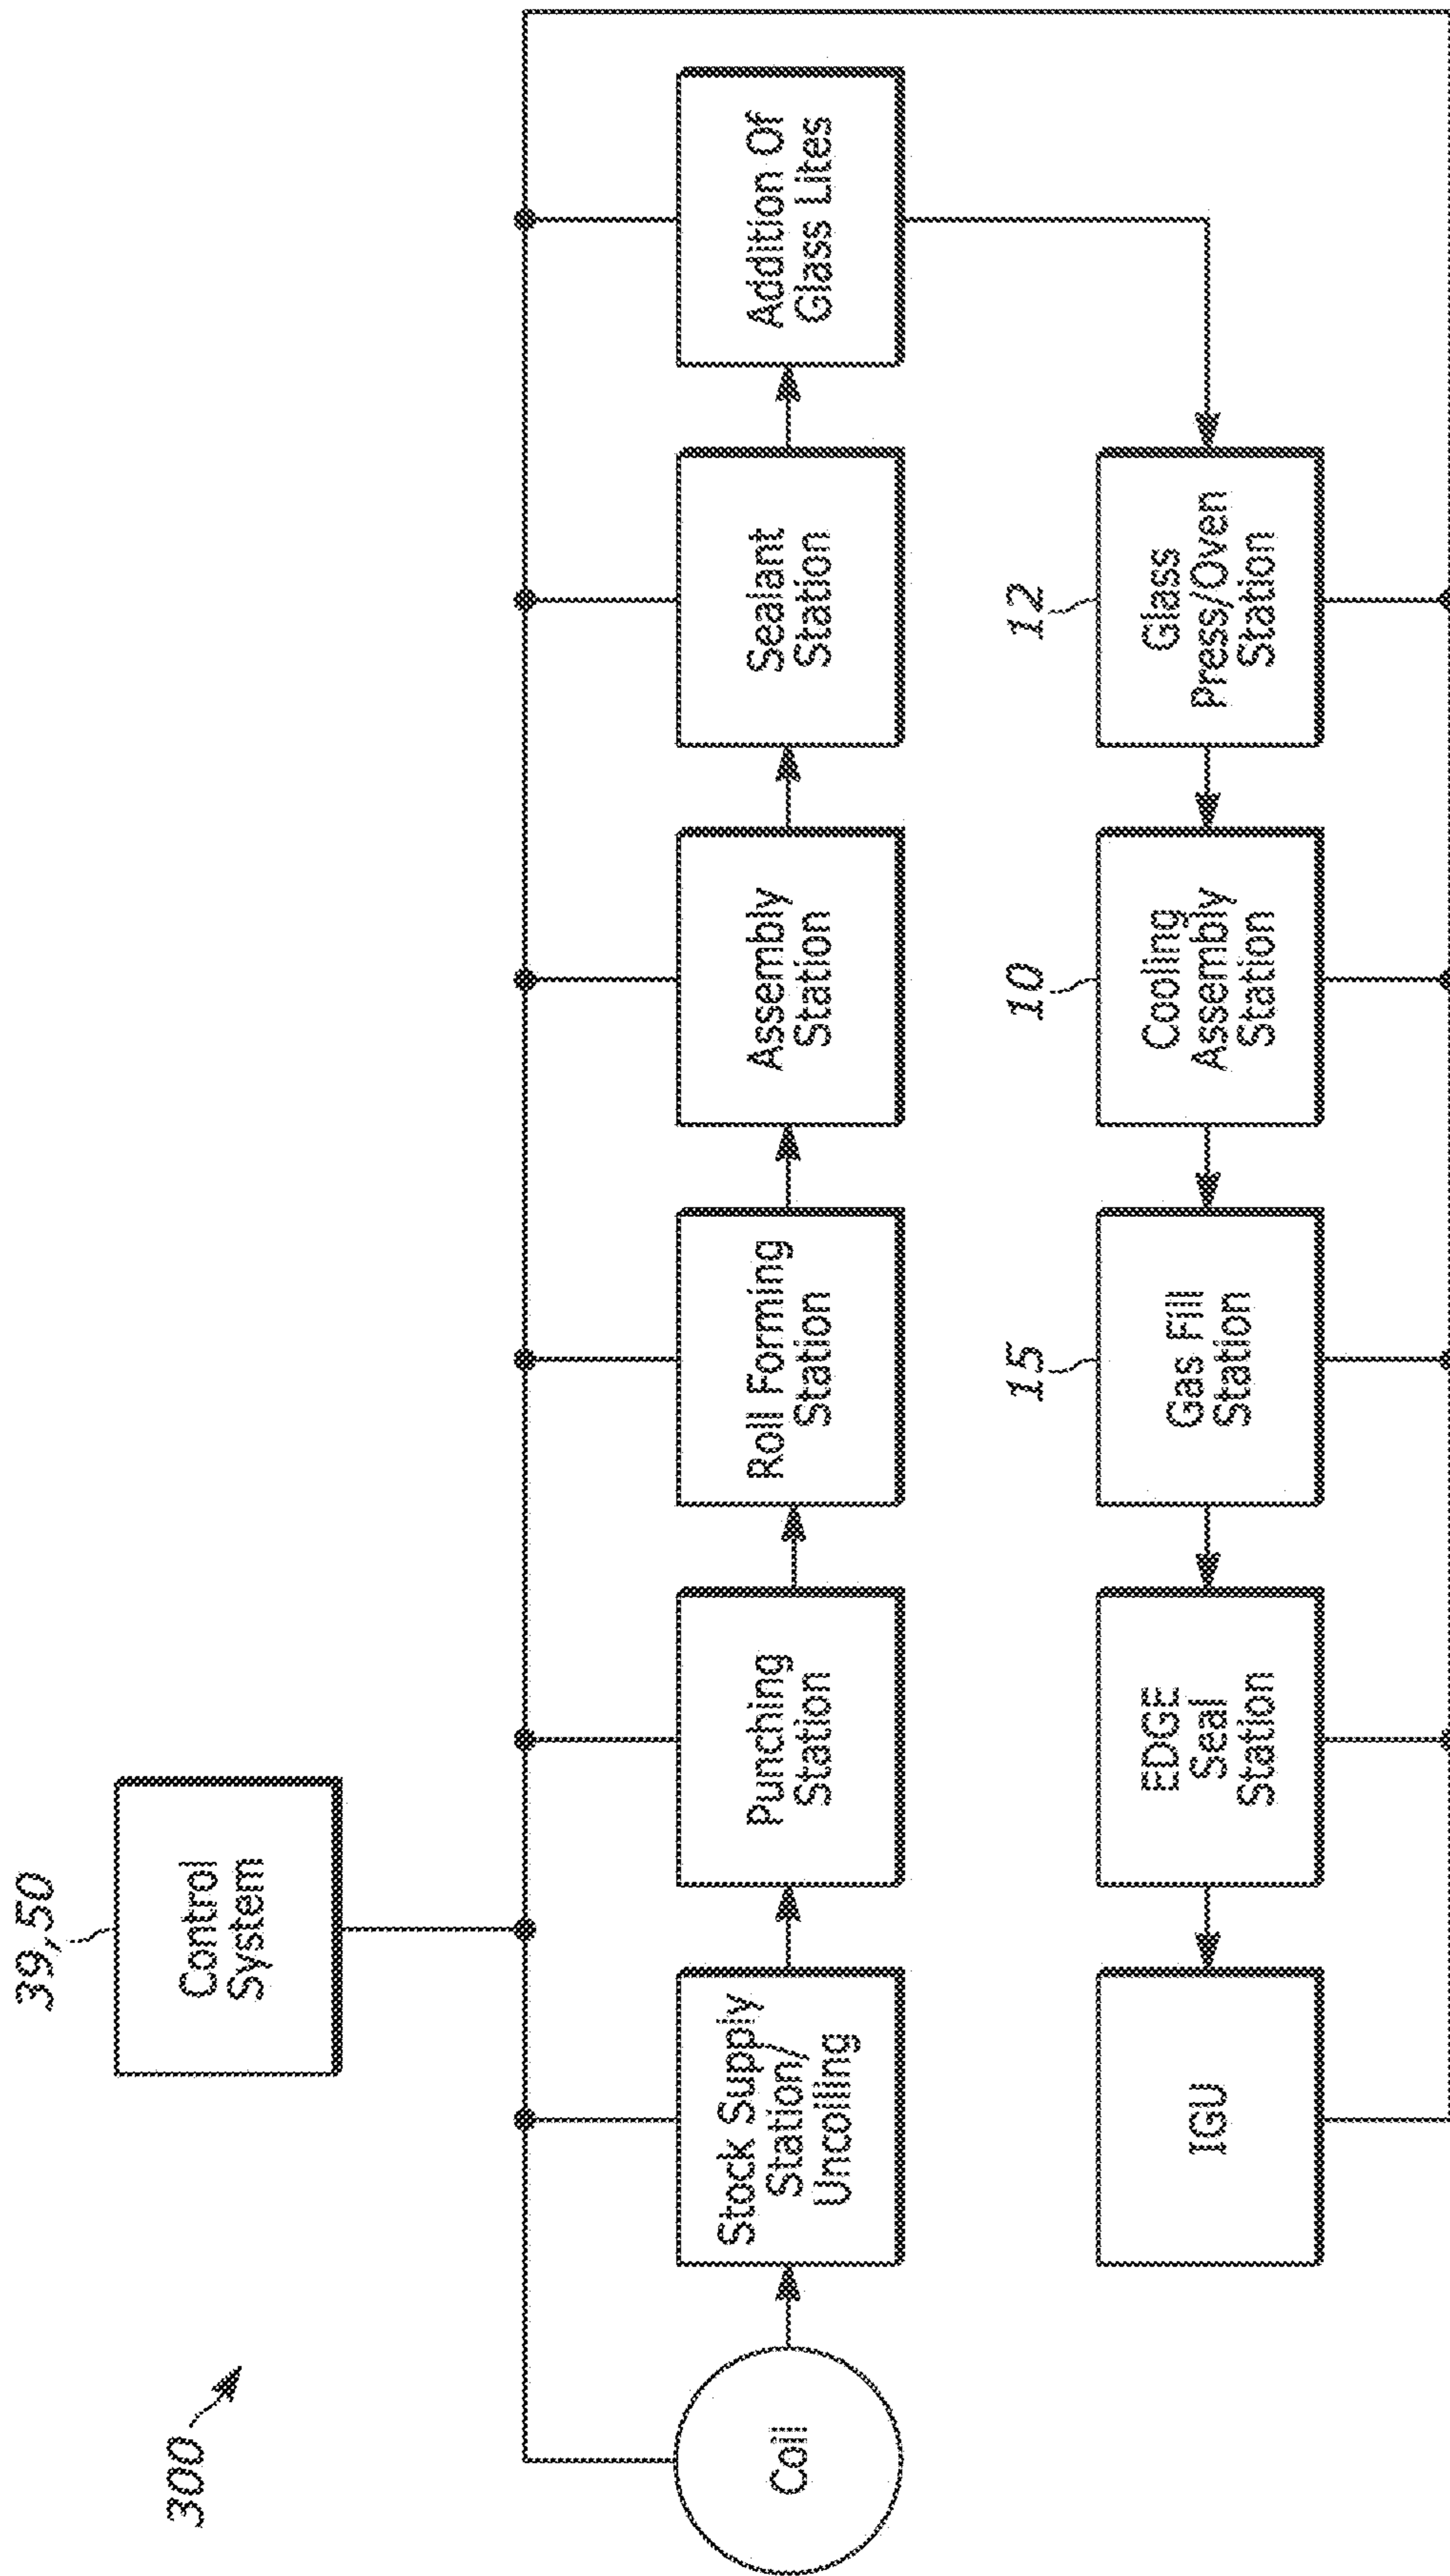 300
39,50
Control
System
Coil
Stock Supply
Station/
Uncoiling
Punching
Station
Roll Forming
Station
Assembly
Station
Sealant
Station
Addition Of
Glass Lites
IGU
EDGE
Seal
Station
15
Gas Fill
Station
10
Cooling
Assembly
Station
12
Glass
Press/Oven
Station